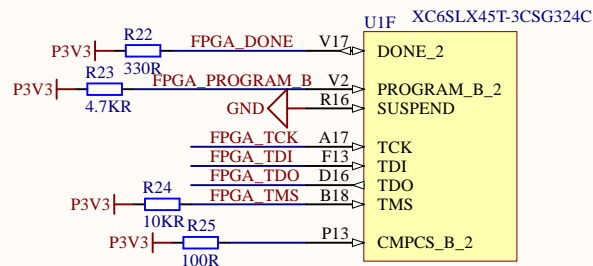 U1F XC6SLX45T-3CSG324C
P3V3 R22 330R FPGA_DONE V17 DONE_2
P3V3 R23 4.7KR FPGA_PROGRAM_B V2 PROGRAM_B_2
GND R16 SUSPEND
FPGA_TCK A17 TCK
FPGA_TDI F13 TDI
FPGA_TDO D16 TDO
P3V3 R24 10KR FPGA_TMS B18 TMS
P3V3 R25 100R P13 CMPCS_B_2